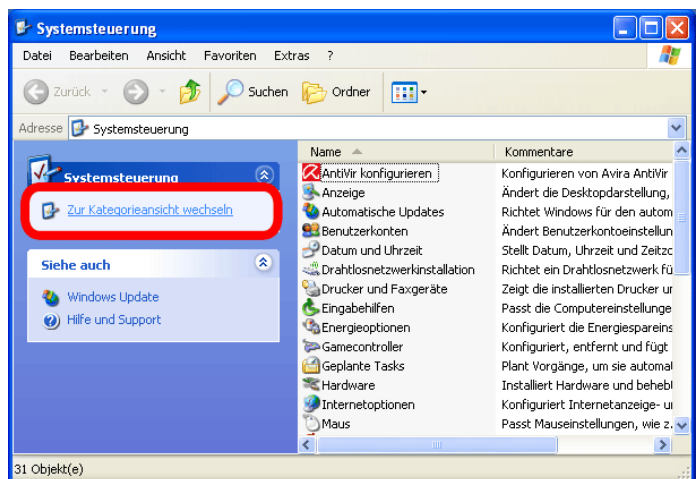 Systemsteuerung
Datei Bearbeiten Ansicht Favoriten Extras ?
Zurück Suchen Ordner
Adresse Systemsteuerung
Systemsteuerung
Zur Kategorieansicht wechseln
Siehe auch
Windows Update
Hilfe und Support
Name Kommentare
AntiVir konfigurieren Konfigurieren von Avira AntiVir
Anzeige Ändert die Desktopdarstellung,
Automatische Updates Richtet Windows für den autom
Benutzerkonten Ändert Benutzerkontoeinstellun
Datum und Uhrzeit Stellt Datum, Uhrzeit und Zeitzc
Drahtlosnetzwerkinstallation Richtet ein Drahtlosnetzwerk fü
Drucker und Faxgeräte Zeigt die installierten Drucker ur
Eingabehilfen Passt die Computereinstellunge
Energieoptionen Konfiguriert die Energiespareins
Gamecontroller Konfiguriert, entfernt und fügt
Geplante Tasks Plant Vorgänge, um sie automat
Hardware Installiert Hardware und behebt
Internetoptionen Konfiguriert Internetanzeige- u
Maus Passt Mauseinstellungen, wie z.
31 Objekt(e)